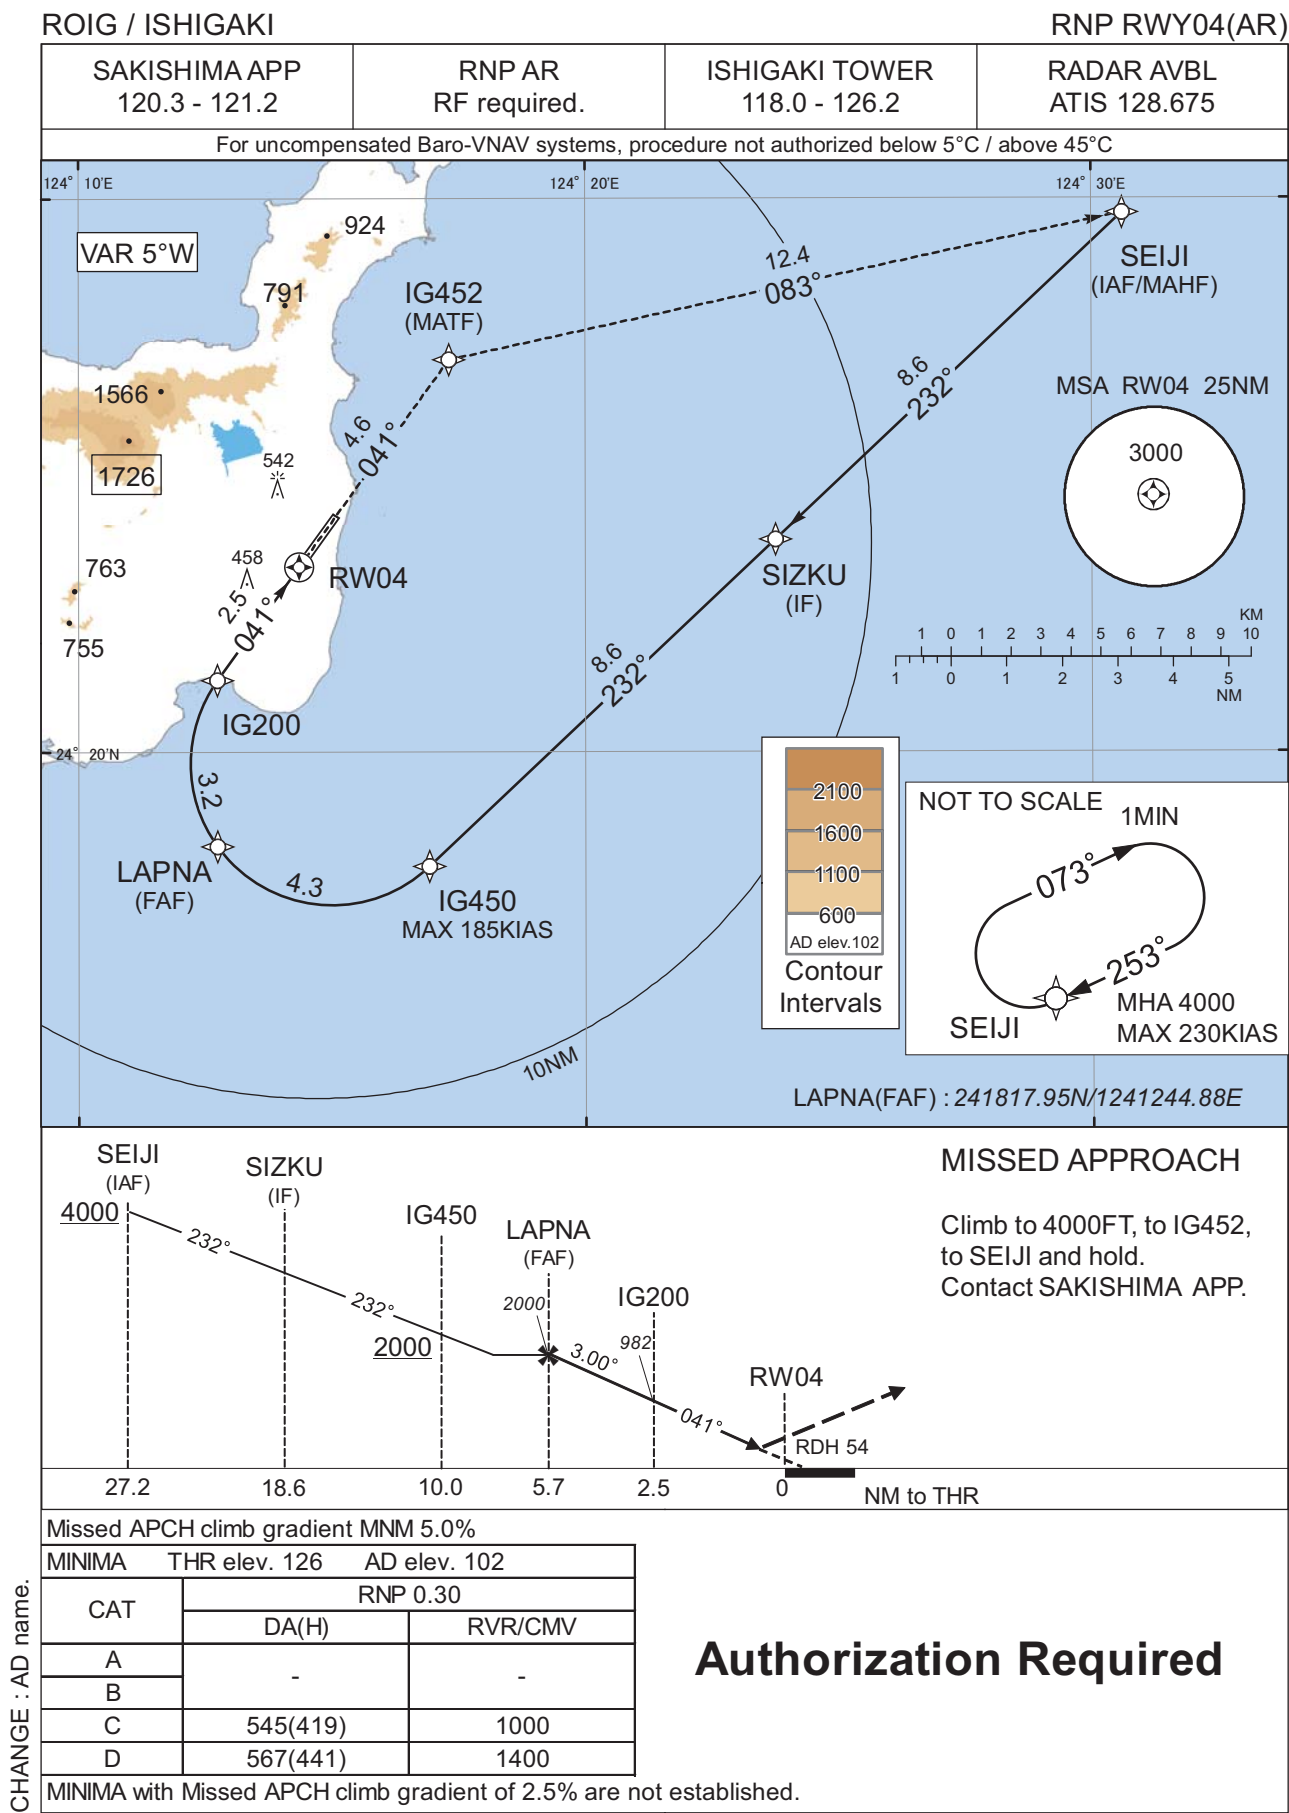 ROIG / ISHIGAKI
RNP RWY04(AR)
SAKISHIMA APP
120.3 - 121.2
RNP AR
RF required.
ISHIGAKI TOWER
118.0 - 126.2
RADAR AVBL
ATIS 128.675
For uncompensated Baro-VNAV systems, procedure not authorized below 5°C / above 45°C
124° 10'E
124° 20'E
124° 30'E
VAR 5°W
924
791
1566
1726
542
458
763
755
IG452
(MATF)
12.4
083°
SEIJI
(IAF/MAHF)
8.6
232°
MSA RW04 25NM
3000
4.6
041°
RW04
2.5
041°
SIZKU
(IF)
KM
1 0 1 2 3 4 5 6 7 8 9 10
1 0 1 2 3 4 5
NM
8.6
232°
IG200
24° 20'N
3.2
LAPNA
(FAF)
4.3
IG450
MAX 185KIAS
10NM
2100
1600
1100
600
AD elev.102
Contour
Intervals
NOT TO SCALE
1MIN
073°
253°
SEIJI
MHA 4000
MAX 230KIAS
LAPNA(FAF) : 241817.95N/1241244.88E
SEIJI
(IAF)
4000
232°
SIZKU
(IF)
232°
IG450
2000
LAPNA
(FAF)
2000
3.00°
IG200
982
041°
RW04
RDH 54
27.2
18.6
10.0
5.7
2.5
0
NM to THR
MISSED APPROACH
Climb to 4000FT, to IG452,
to SEIJI and hold.
Contact SAKISHIMA APP.
Missed APCH climb gradient MNM 5.0%
MINIMA THR elev. 126 AD elev. 102
CAT
RNP 0.30
DA(H)
RVR/CMV
A
B
- -
C 545(419) 1000
D 567(441) 1400
MINIMA with Missed APCH climb gradient of 2.5% are not established.
Authorization Required
CHANGE : AD name.